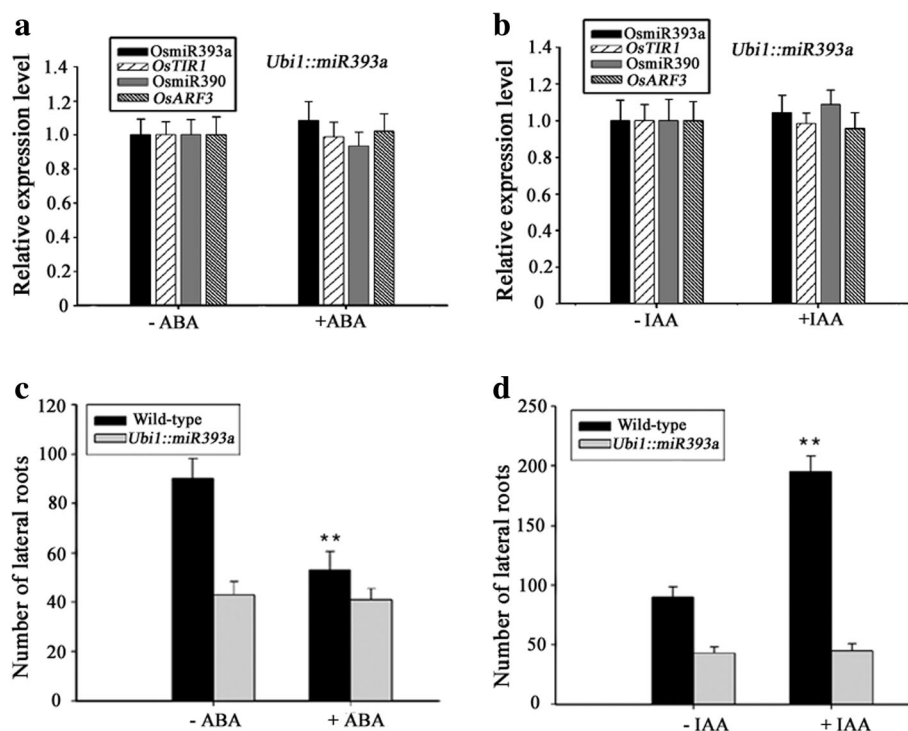 a
OsmiR393a
OsTIR1
OsmiR390
OsARF3
Ubi1::miR393a
Relative expression level
1.4
1.2
1.0
0.8
0.6
0.4
0.2
0
- ABA
+ABA
b
OsmiR393a
OsTIR1
OsmiR390
OsARF3
Ubi1::miR393a
Relative expression level
1.4
1.2
1.0
0.8
0.6
0.4
0.2
0
- IAA
+IAA
c
Wild-type
Ubi1::miR393a
Number of lateral roots
120
100
80
60
40
20
0
**
- ABA
+ ABA
d
Wild-type
Ubi1::miR393a
Number of lateral roots
250
200
150
100
50
0
**
- IAA
+ IAA